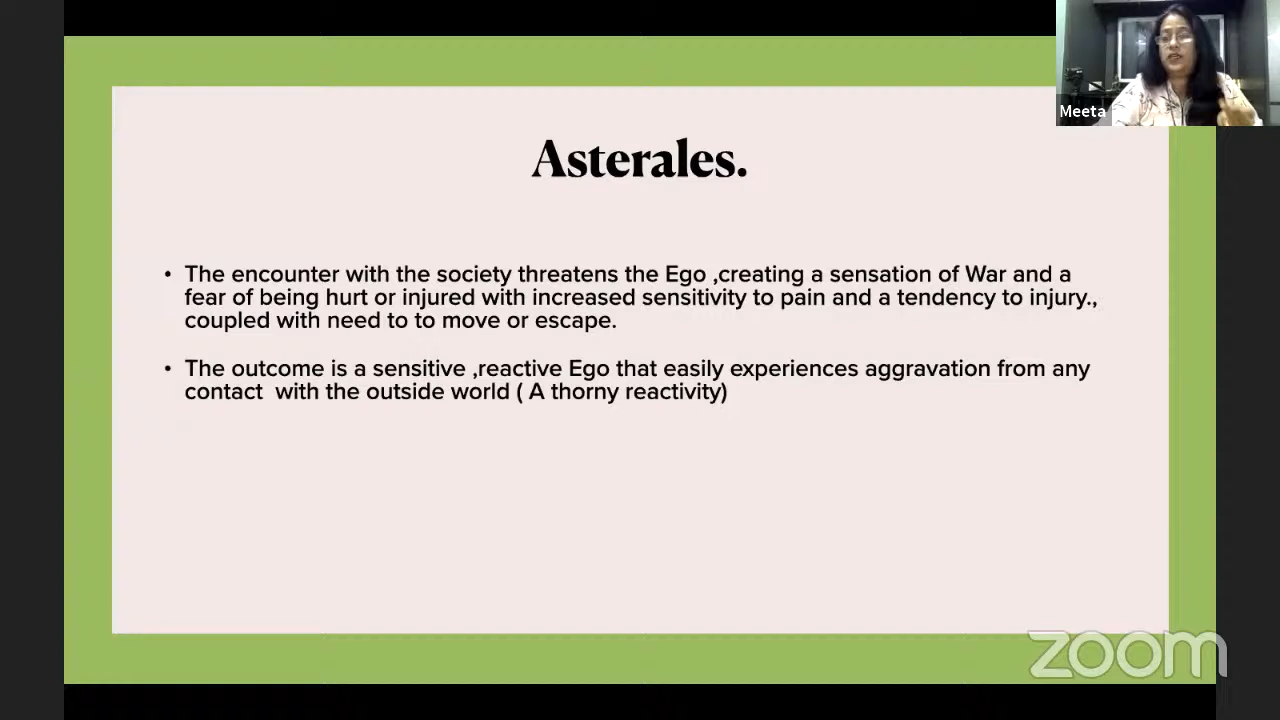 Meeta
Asterales.
• The encounter with the society threatens the Ego ,creating a sensation of War and a
fear of being hurt or injured with increased sensitivity to pain and a tendency to injury.,
coupled with need to to move or escape.
• The outcome is a sensitive ,reactive Ego that easily experiences aggravation from any
contact  with the outside world ( A thorny reactivity)
zoom